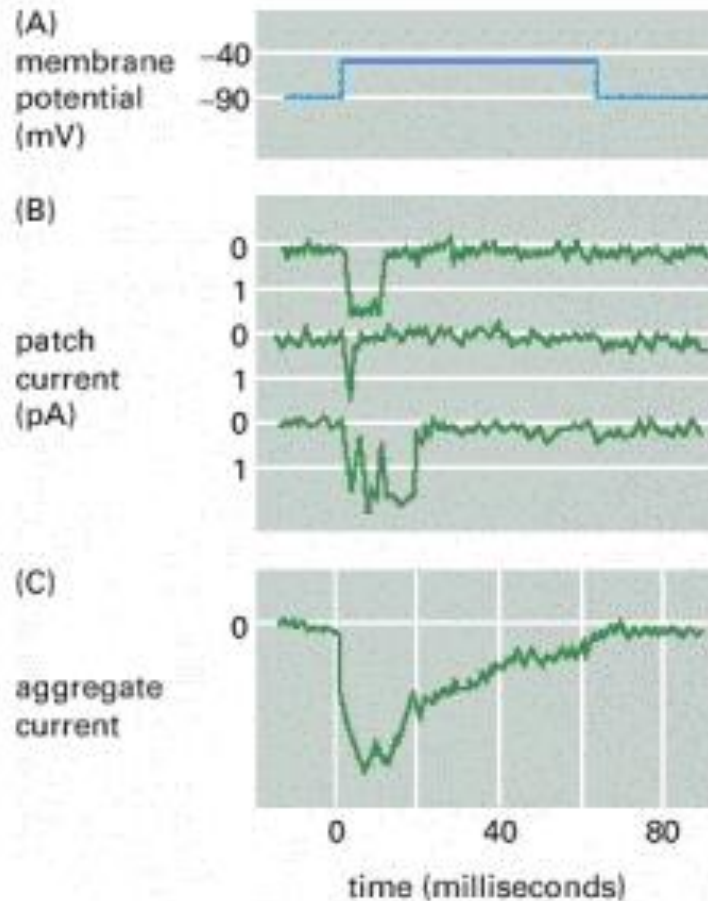 (A)
membrane
potential
(mV)
–40
–90
(B)
patch
current
(pA)
0
1
0
1
0
1
(C)
aggregate
current
0
0 40 80
time (milliseconds)